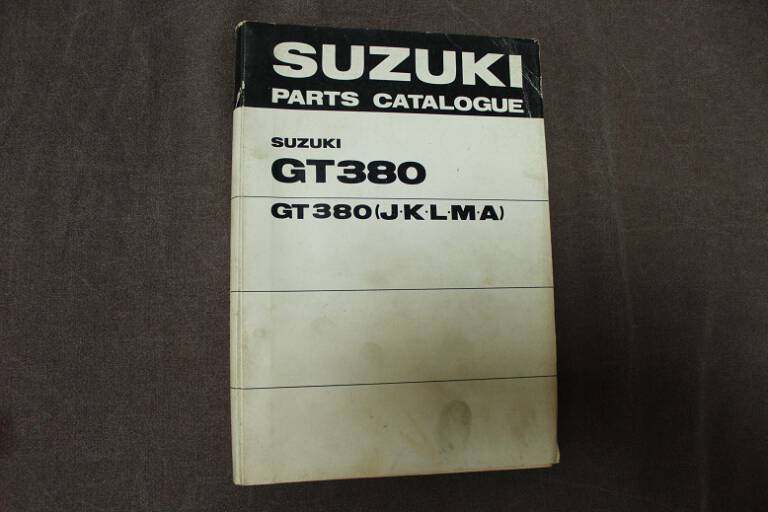 SUZUKI
PARTS CATALOGUE
SUZUKI
GT380
GT380(J·K·L·M·A)